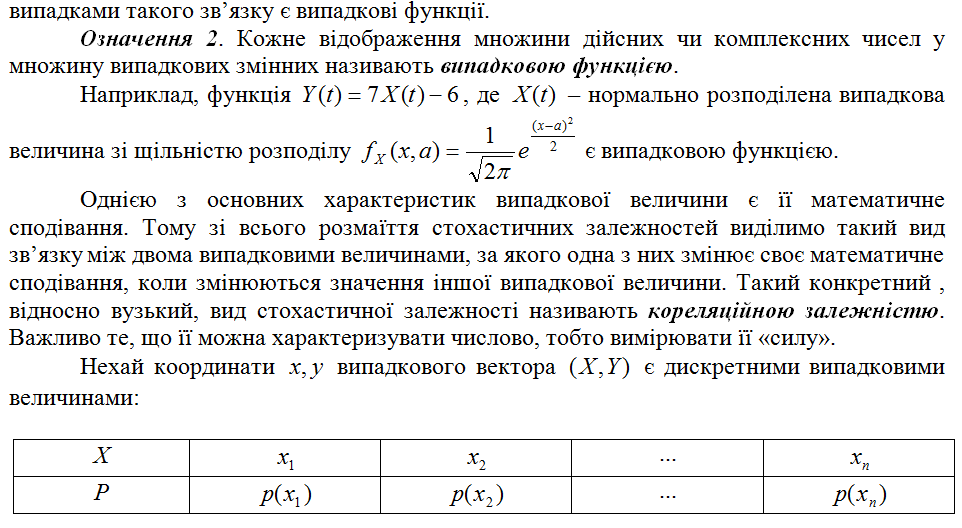 випадками такого зв’язку є випадкові функції.
Означення 2. Кожне відображення множини дійсних чи комплексних чисел у
множину випадкових змінних називають випадковою функцією.
Наприклад, функція Y(t) = 7X(t) − 6 , де X(t) – нормально розподілена випадкова
величина зі щільністю розподілу f_X(x, a) = \frac{1}{\sqrt{2\pi}} e^{\frac{(x-a)^2}{2}} є випадковою функцією.
Однією з основних характеристик випадкової величини є її математичне
сподівання. Тому зі всього розмаїття стохастичних залежностей виділимо такий вид
зв’язку між двома випадковими величинами, за якого одна з них змінює своє математичне
сподівання, коли змінюються значення іншої випадкової величини. Такий конкретний ,
відносно вузький, вид стохастичної залежності називають кореляційною залежністю.
Важливо те, що її можна характеризувати числово, тобто вимірювати її «силу».
Нехай координати x, y випадкового вектора (X,Y) є дискретними випадковими
величинами:
X x₁ x₂ ... xₙ
P p(x₁) p(x₂) ... p(xₙ)